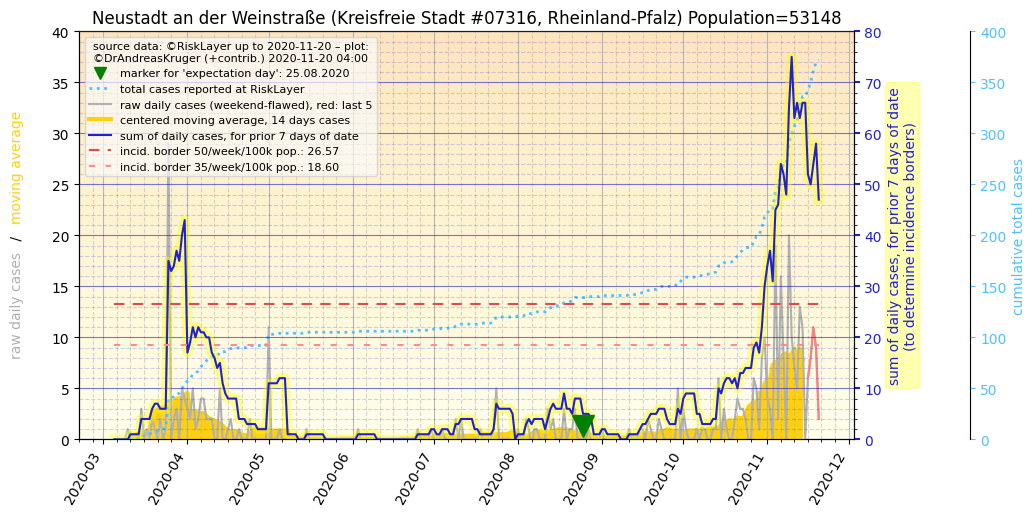 Neustadt an der Weinstraße (Kreisfreie Stadt #07316, Rheinland-Pfalz) Population=53148
source data: ©RiskLayer up to 2020-11-20 – plot:
©DrAndreasKruger (+contrib.) 2020-11-20 04:00
marker for 'expectation day': 25.08.2020
total cases reported at RiskLayer
raw daily cases (weekend-flawed), red: last 5
centered moving average, 14 days cases
sum of daily cases, for prior 7 days of date
incid. border 50/week/100k pop.: 26.57
incid. border 35/week/100k pop.: 18.60
raw daily cases / moving average
40
35
30
25
20
15
10
5
0
80
70
60
50
40
30
20
10
0
sum of daily cases, for prior 7 days of date
(to determine incidence borders)
400
350
300
250
200
150
100
50
0
cumulative total cases
2020-03
2020-04
2020-05
2020-06
2020-07
2020-08
2020-09
2020-10
2020-11
2020-12